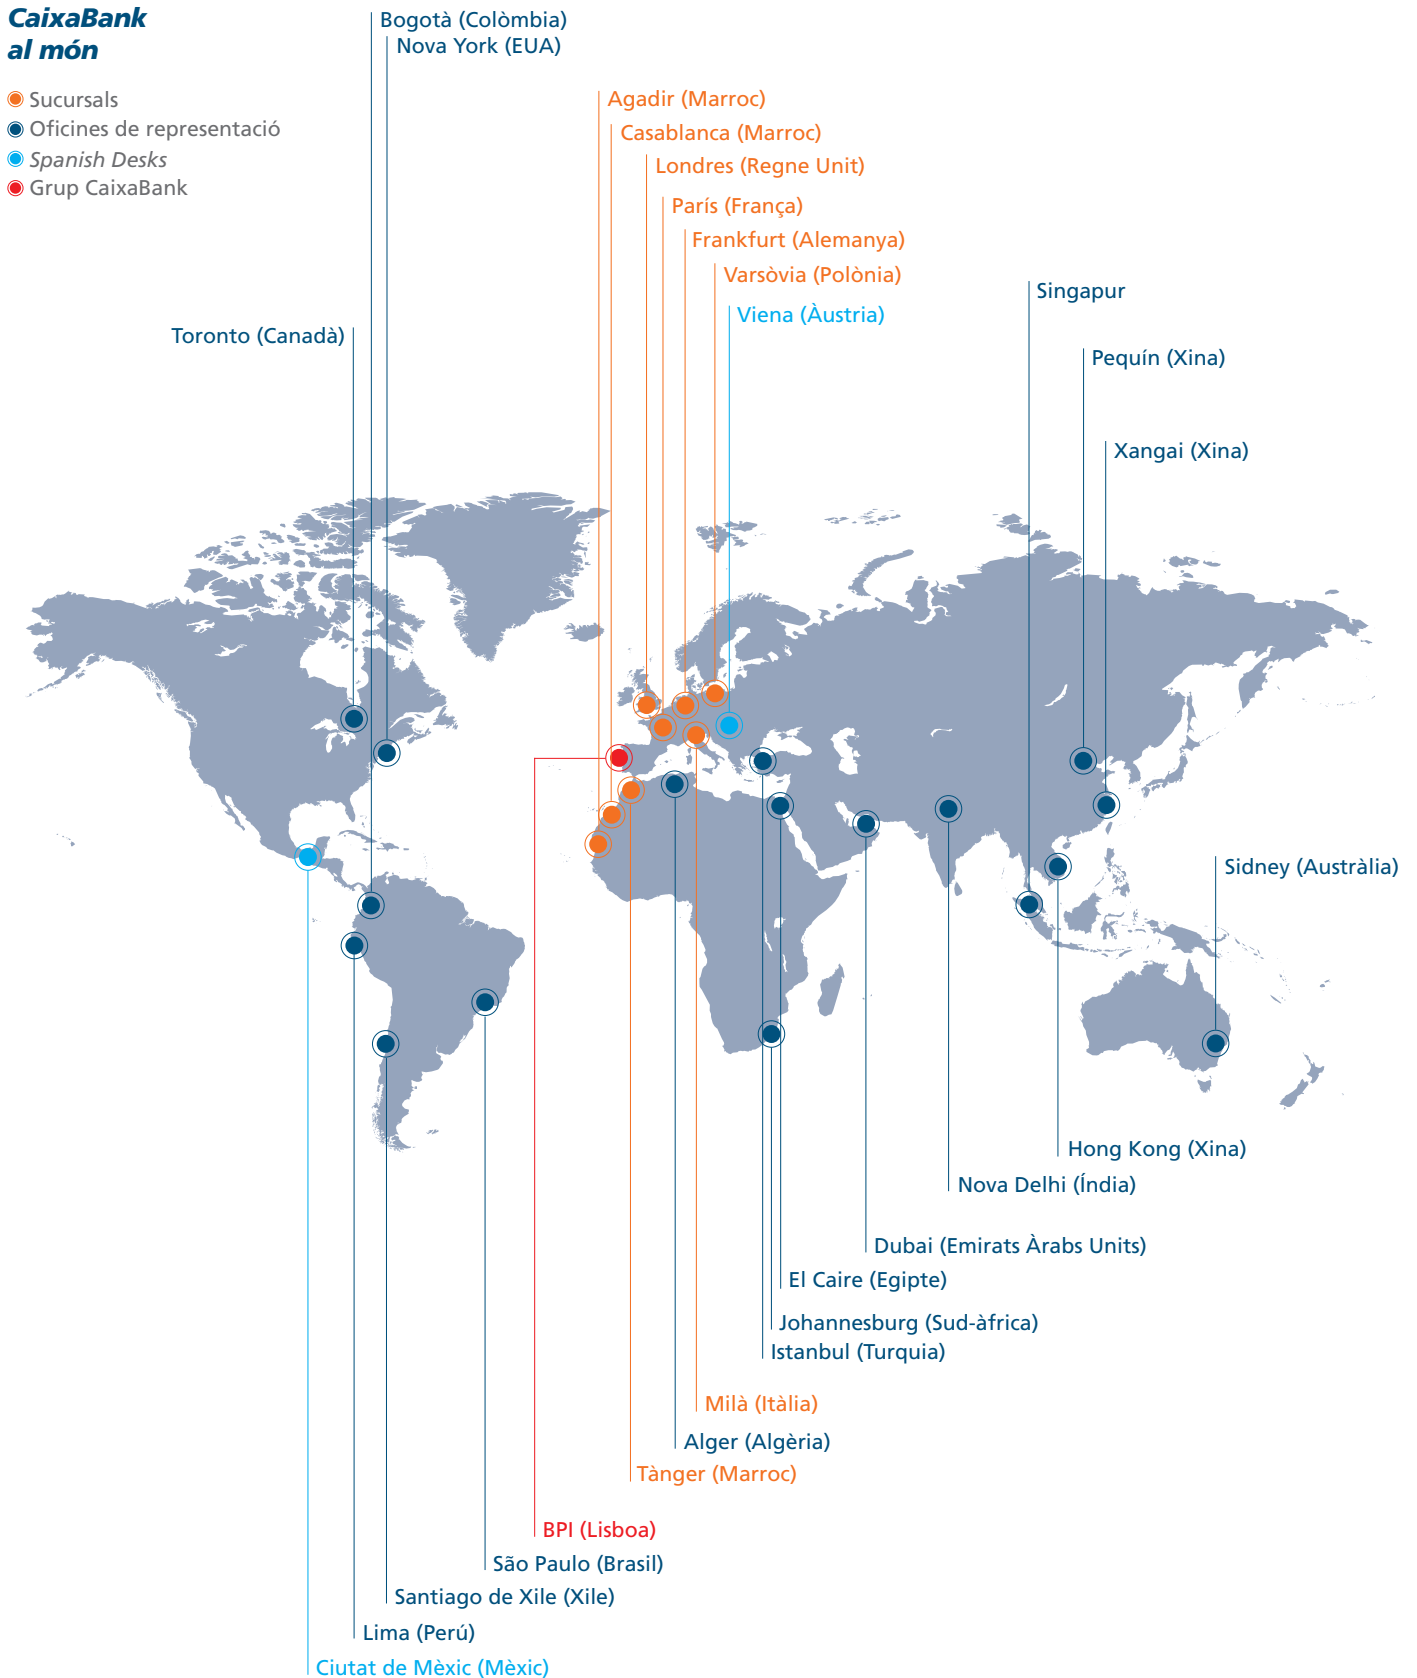 CaixaBank
al món
Sucursals
Oficines de representació
Spanish Desks
Grup CaixaBank
Bogotà (Colòmbia)
Nova York (EUA)
Agadir (Marroc)
Casablanca (Marroc)
Londres (Regne Unit)
París (França)
Frankfurt (Alemanya)
Varsòvia (Polònia)
Singapur
Viena (Àustria)
Toronto (Canadà)
Pequín (Xina)
Xangai (Xina)
Sidney (Austràlia)
Hong Kong (Xina)
Nova Delhi (Índia)
Dubai (Emirats Àrabs Units)
El Caire (Egipte)
Johannesburg (Sud-àfrica)
Istanbul (Turquia)
Milà (Itàlia)
Alger (Algèria)
Tànger (Marroc)
BPI (Lisboa)
São Paulo (Brasil)
Santiago de Xile (Xile)
Lima (Perú)
Ciutat de Mèxic (Mèxic)